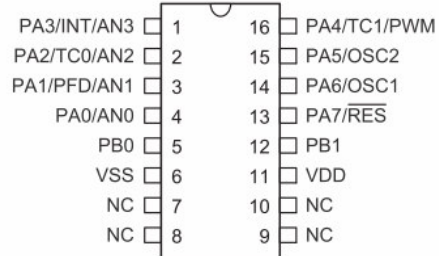 PA3/INT/AN3 1 16 PA4/TC1/PWM
PA2/TC0/AN2 2 15 PA5/OSC2
PA1/PFD/AN1 3 14 PA6/OSC1
PA0/AN0 4 13 PA7/RES
PB0 5 12 PB1
VSS 6 11 VDD
NC 7 10 NC
NC 8 9 NC